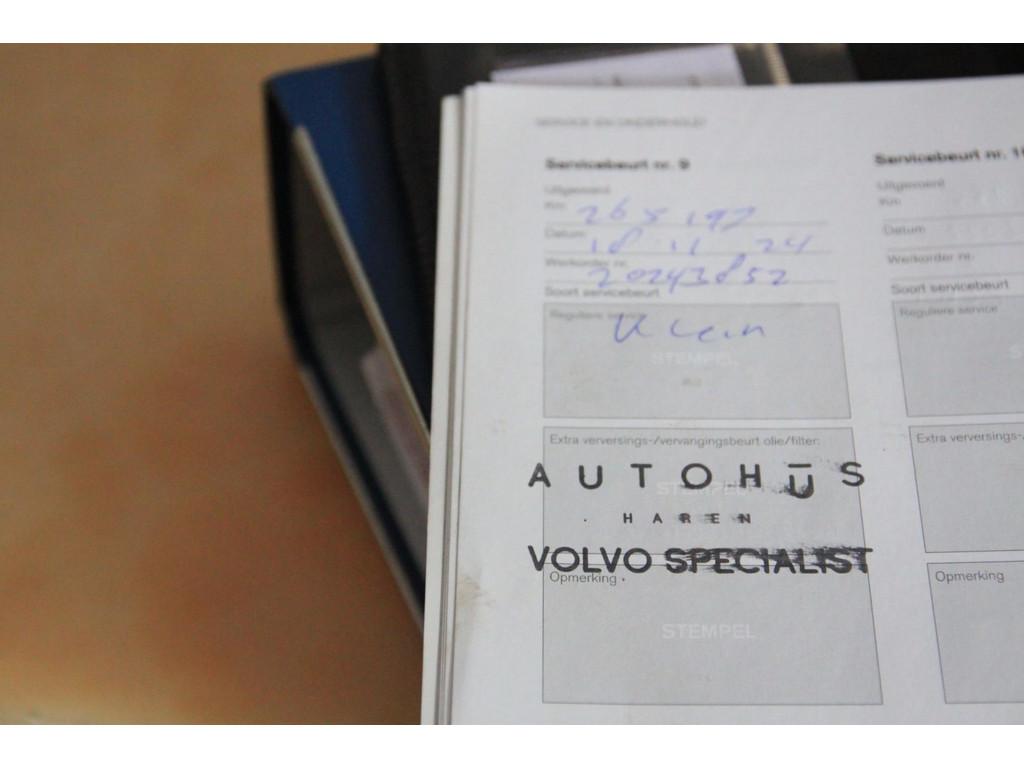 SERVICE EN ONDERHOUD
Servicebeurt nr. 9
Uitgevoerd
Km: 265 197
Datum: 18 11 24
Werkorder nr. 20243852
Soort servicebeurt
Reguliere service
Klein
STEMPEL
Extra verversings-/vervangingsbeurt olie/filter:
STEMPEL
AUTOHŪS
HAREN
VOLVO SPECIALIST
Opmerking
STEMPEL
Servicebeurt nr. 1
Uitgevoerd
Km:
Datum:
Werkorder nr.
Soort servicebeurt
Reguliere service
Extra verversings-
Opmerking